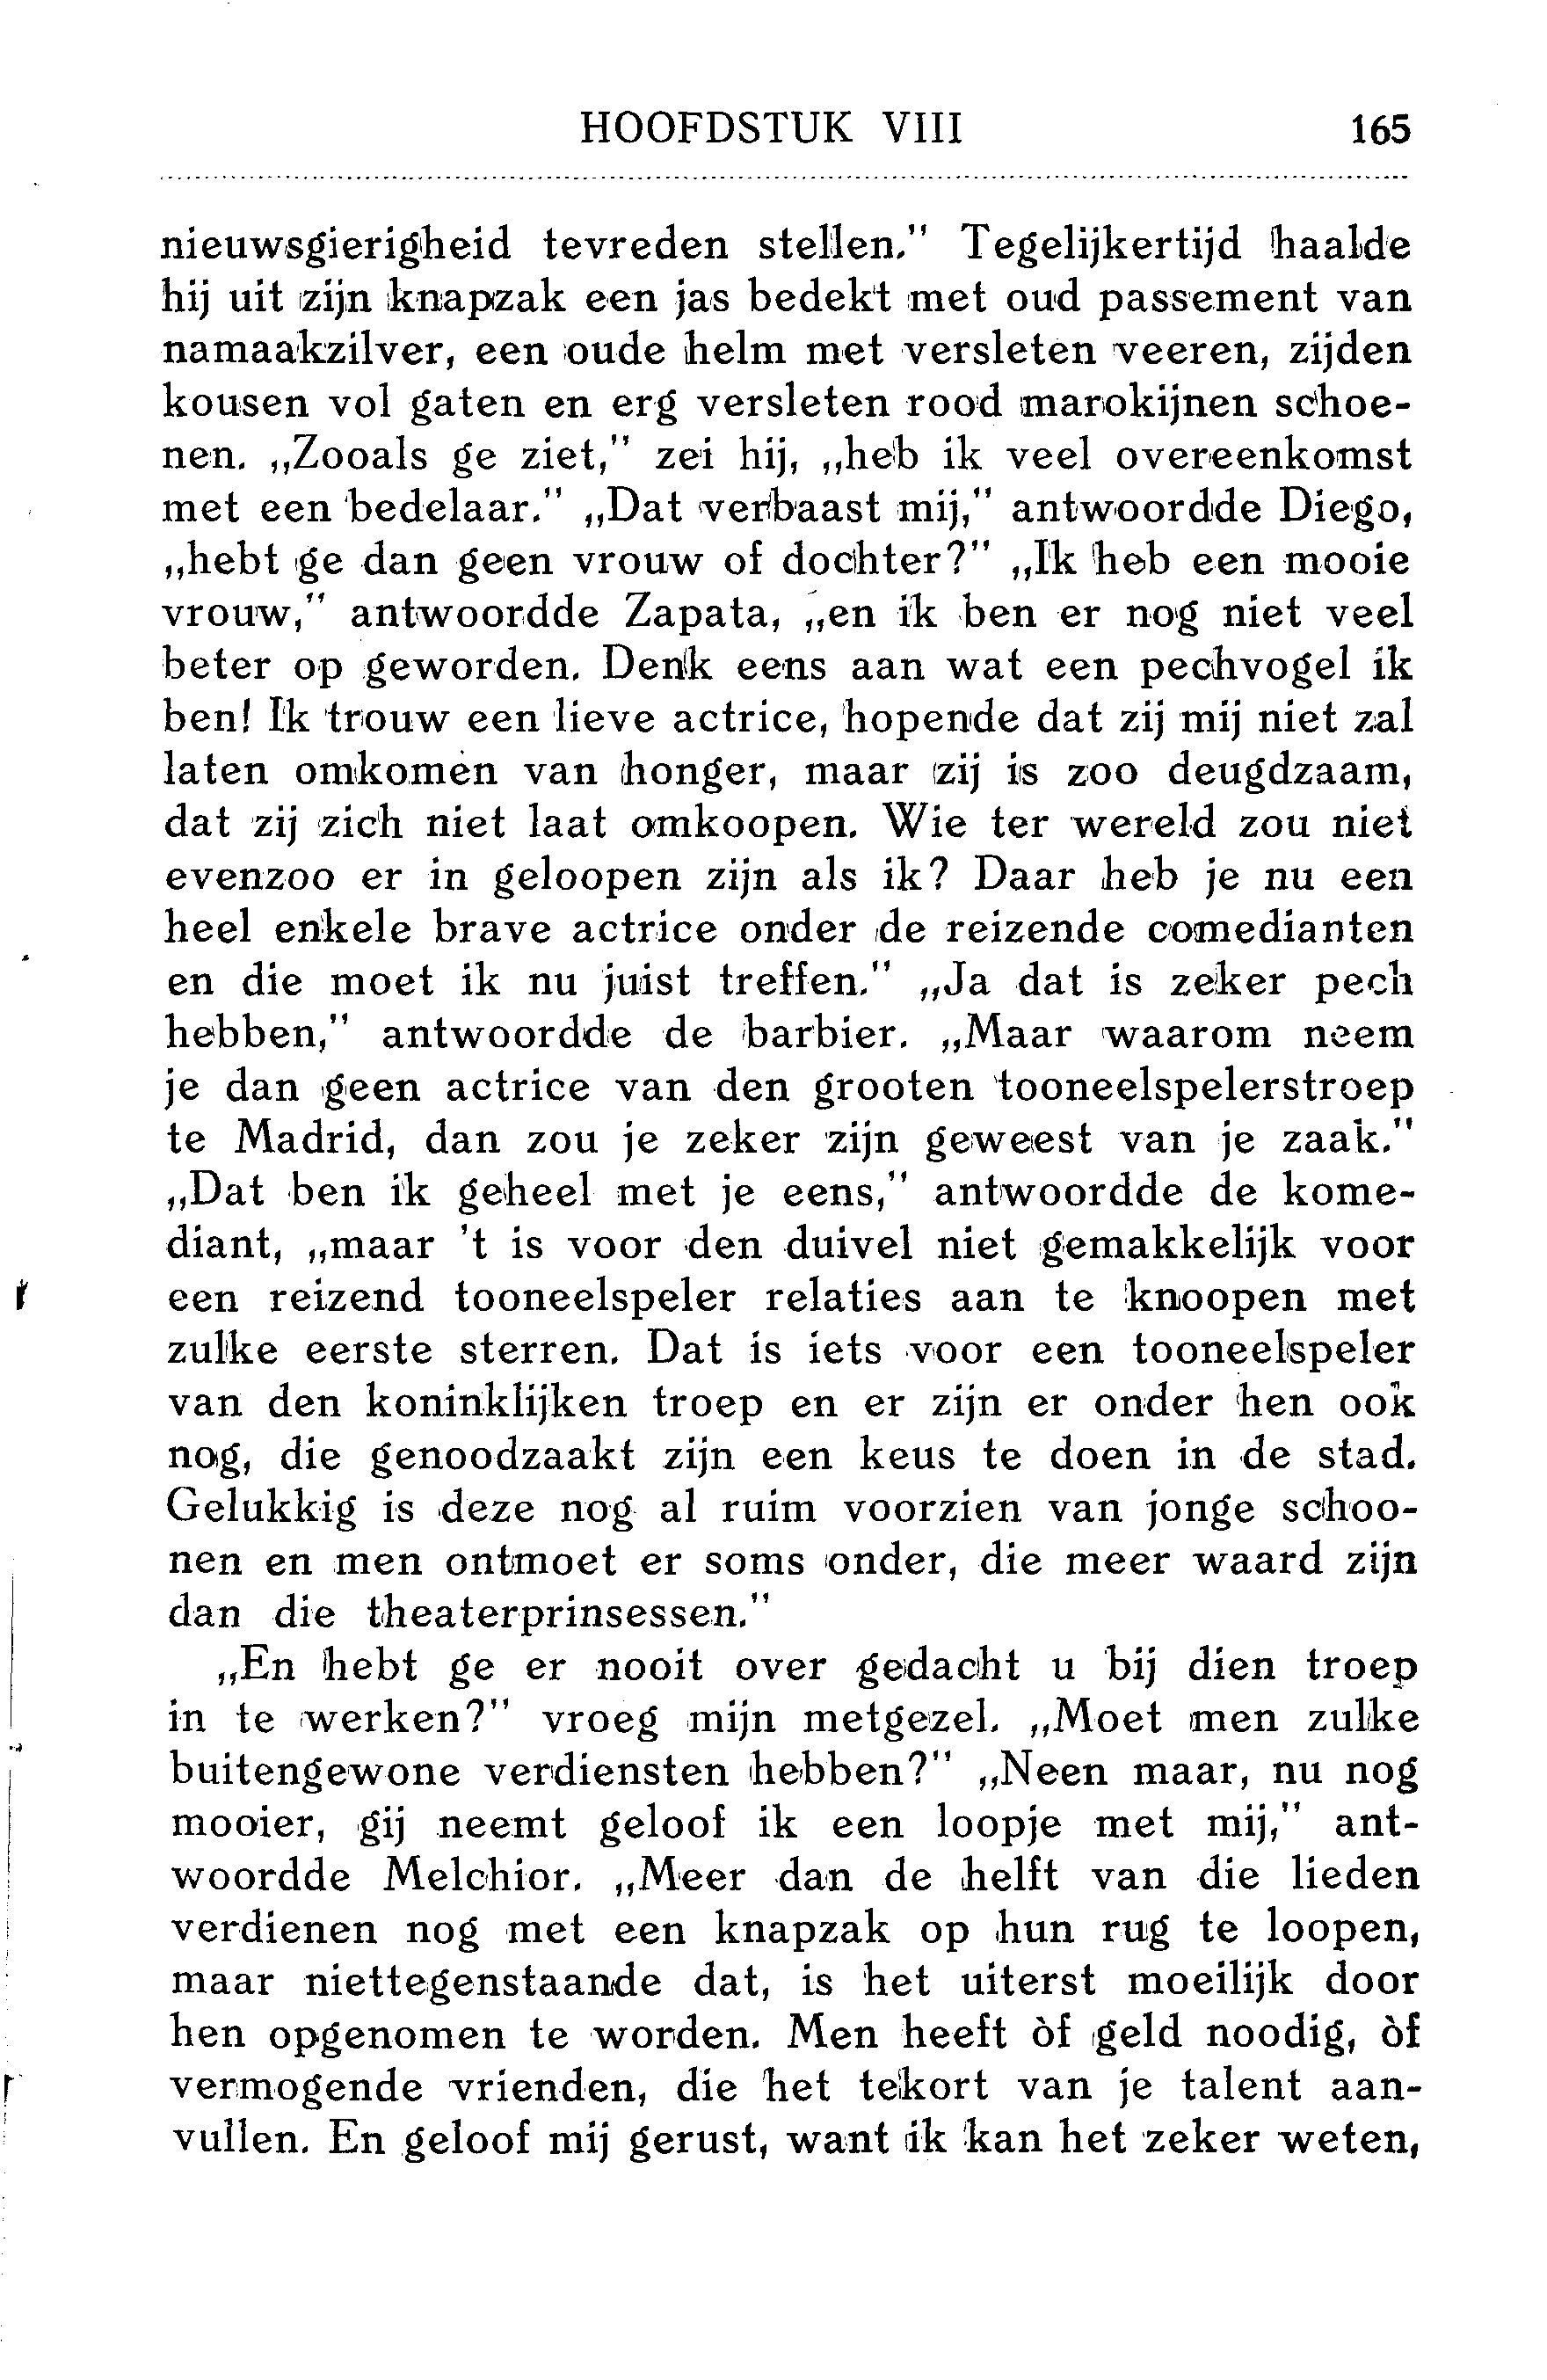 HOOFDSTUK VIII 165
nieuwsgierigheid tevreden stellen." Tegelijkertijd haalde
hij uit zijn knapzak een jas bedekt met oud passement van
namaakzilver, een oude helm met versleten veeren, zijden
kousen vol gaten en erg versleten rood marokijnen schoe-
nen. „Zooals ge ziet," zei hij, „heb ik veel overeenkomst
met een bedelaar." „Dat verbaast mij," antwoordde Diego,
„hebt ge dan geen vrouw of dochter?" „Ik heb een mooie
vrouw," antwoordde Zapata, „en ik ben er nog niet veel
beter op geworden. Denk eens aan wat een pechvogel ik
ben! Ik trouw een lieve actrice, hopende dat zij mij niet zal
laten omkomen van honger, maar zij is zoo deugdzaam,
dat zij zich niet laat omkoopen. Wie ter wereld zou niet
evenzoo er in geloopen zijn als ik? Daar heb je nu een
heel enkele brave actrice onder de reizende comedianten
en die moet ik nu juist treffen." „Ja dat is zeker pech
hebben," antwoordde de barbier. „Maar waarom neem
je dan geen actrice van den grooten tooneelspelerstroep
te Madrid, dan zou je zeker zijn geweest van je zaak."
„Dat ben ik geheel met je eens," antwoordde de kome-
diant, „maar 't is voor den duivel niet gemakkelijk voor
een reizend tooneelspeler relaties aan te knoopen met
zulke eerste sterren. Dat is iets voor een tooneelspeler
van den koninklijken troep en er zijn er onder hen ook
nog, die genoodzaakt zijn een keus te doen in de stad.
Gelukkig is deze nog al ruim voorzien van jonge schoo-
nen en men ontmoet er soms onder, die meer waard zijn
dan die theaterprinsessen."
„En hebt ge er nooit over gedacht u bij dien troep
in te werken?" vroeg mijn metgezel. „Moet men zulke
buitengewone verdiensten hebben?" „Neen maar, nu nog
mooier, gij neemt geloof ik een loopje met mij," ant-
woordde Melchior. „Meer dan de helft van die lieden
verdienen nog met een knapzak op hun rug te loopen,
maar niettegenstaande dat, is het uiterst moeilijk door
hen opgenomen te worden. Men heeft òf geld noodig, òf
vermogende vrienden, die het tekort van je talent aan-
vullen. En geloof mij gerust, want ik kan het zeker weten,